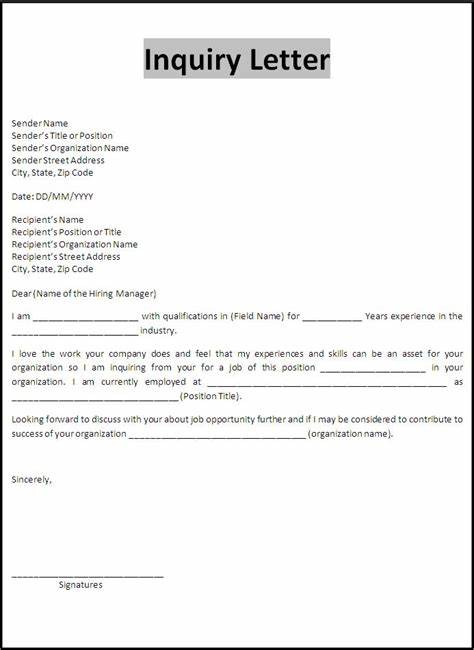 Inquiry Letter
Sender Name
Sender's Title or Position
Sender's Organization Name
Sender Street Address
City, State, Zip Code
Date: DD/MM/YYYY
Recipient's Name
Recipient's Position or Title
Recipient's Organization Name
Recipient's Street Address
City, State, Zip Code
Dear (Name of the Hiring Manager)
I am ___________________ with qualifications in (Field Name) for ___________ Years experience in the
_______________________ industry.
I love the work your company does and feel that my experiences and skills can be an asset for your
organization so I am inquiring from your for a job of this position ____________________ in your
organization. I am currently employed at ________________________________________ as
_____________________________(Position Title).
Looking forward to discuss with your about job opportunity further and if I may be considered to contribute to
success of your organization ________________________________ (organization name).
Sincerely,
___________________________
Signatures